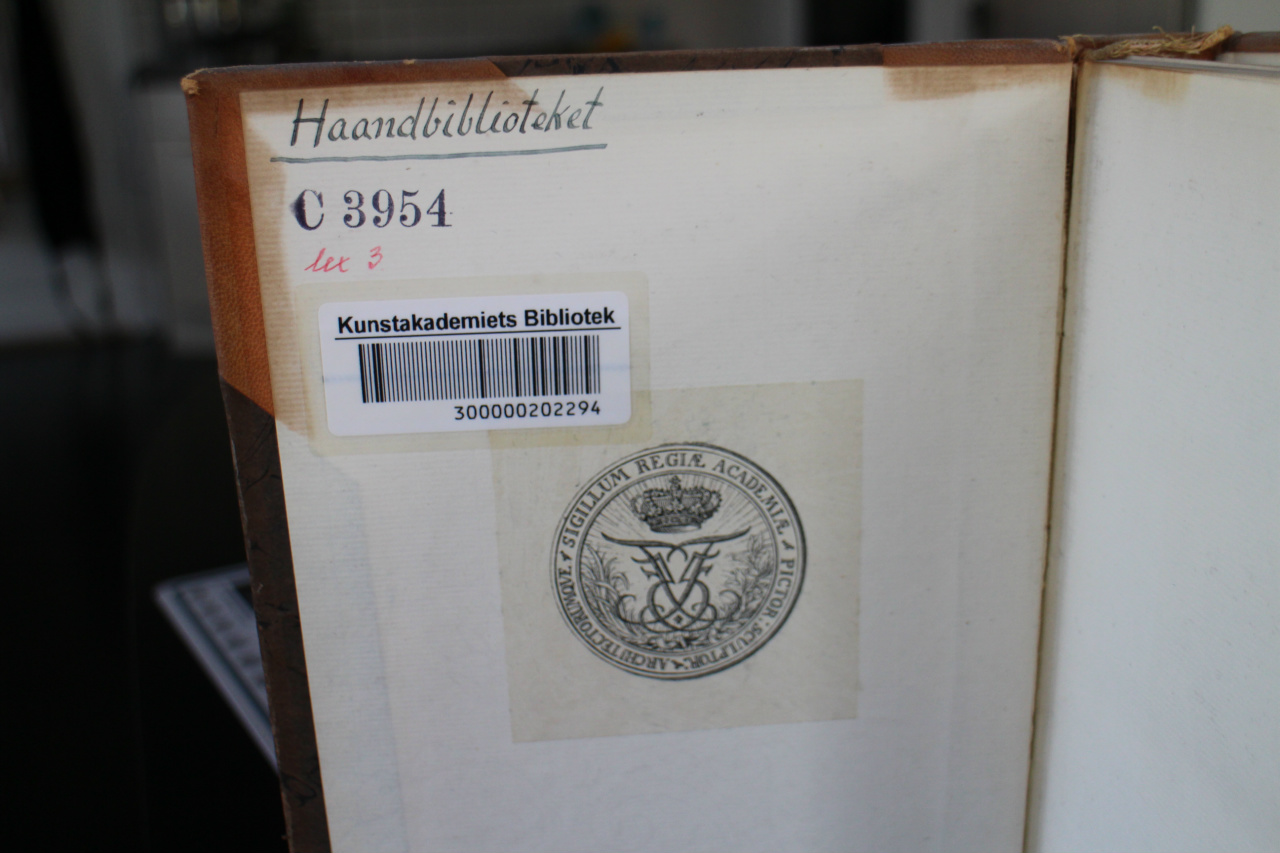 Haandbiblioteket
C 3954
lex 3
Kunstakademiets Bibliotek
300000202294
SIGILLUM REGIÆ ACADEMIÆ PICTOR: SCULPTOR: ARCHITECTORUMQUE